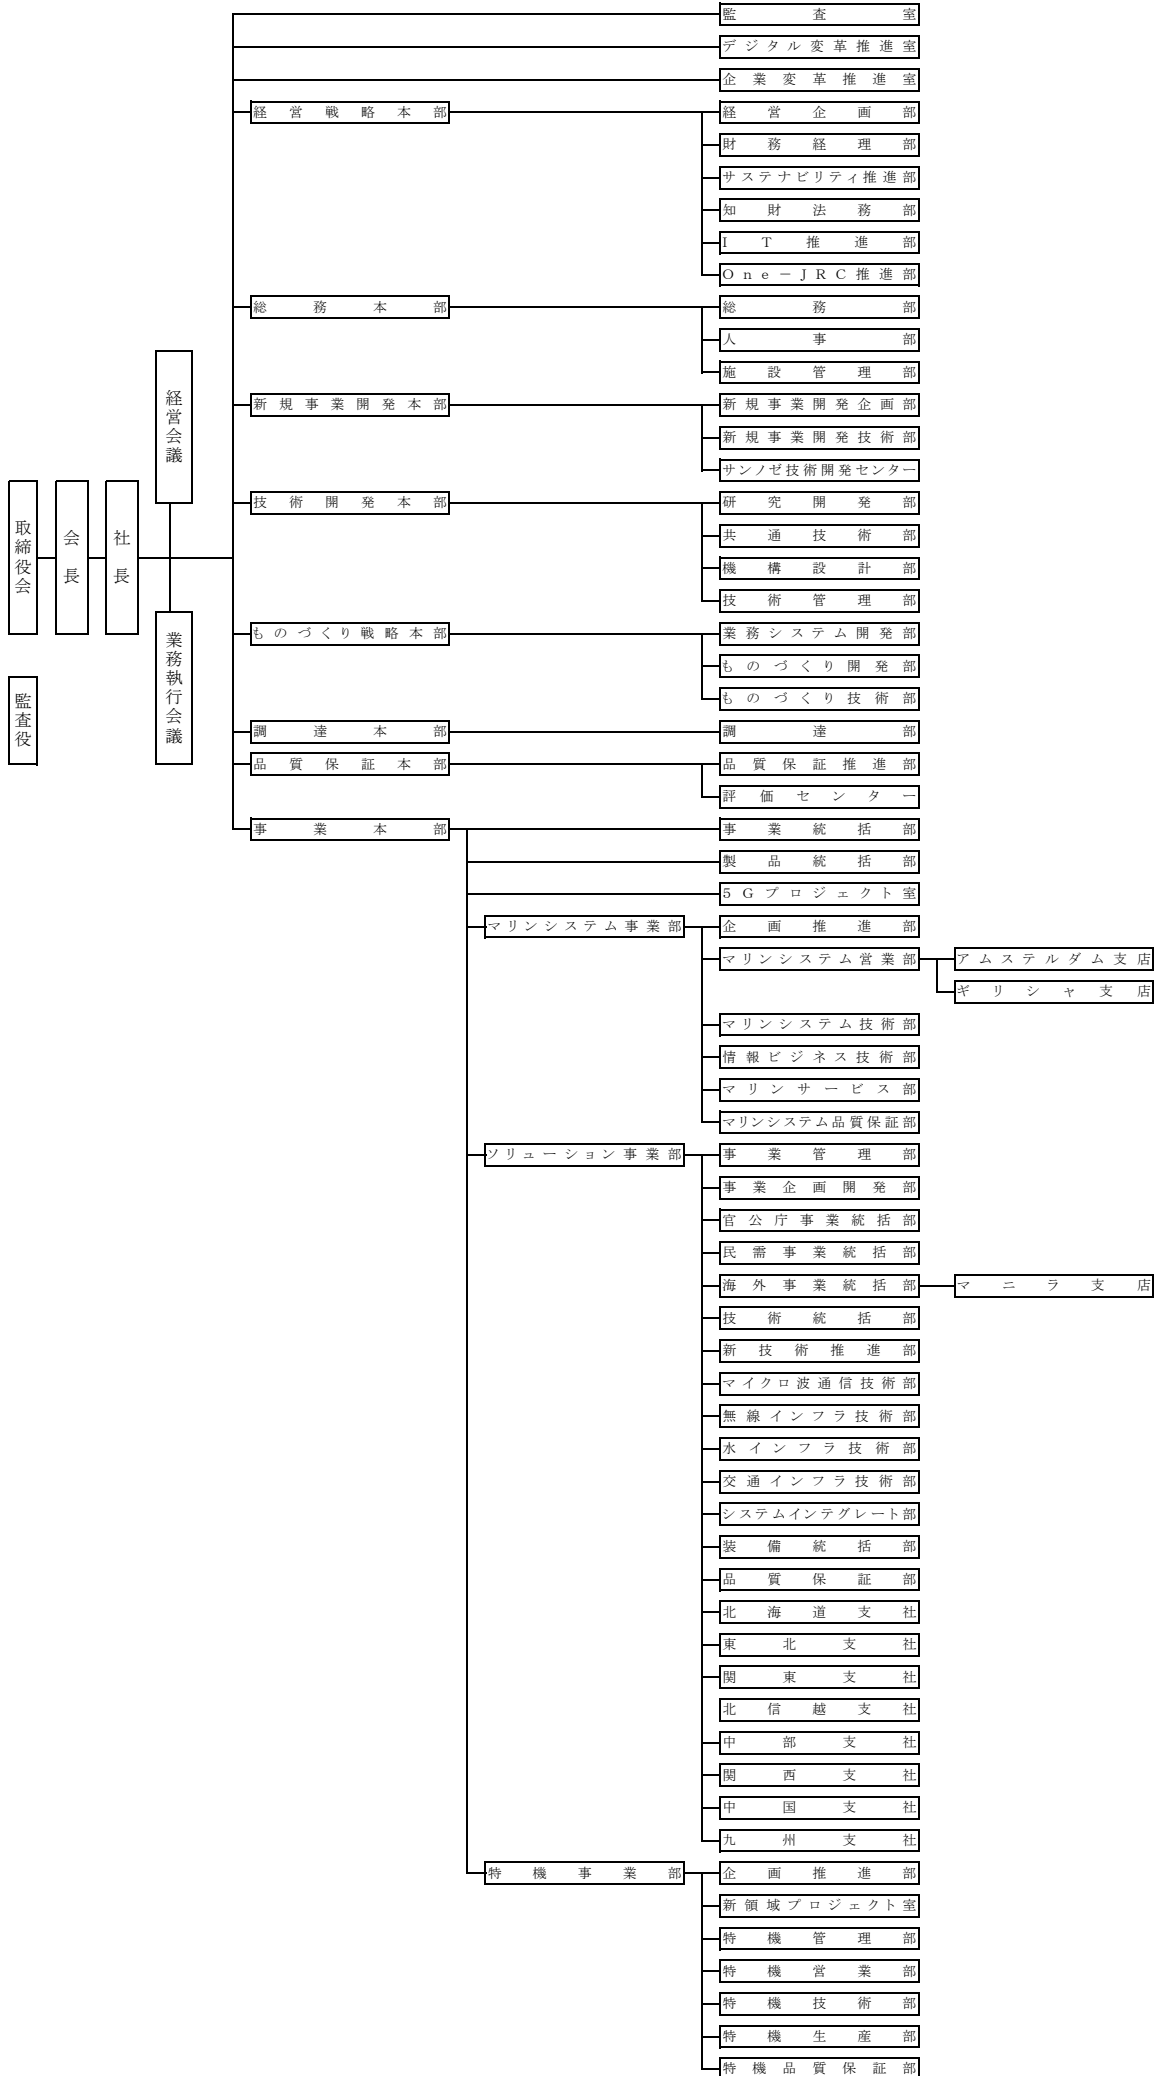 取締役会
会長
社長
経営会議
業務執行会議
監査役
監査室
デジタル変革推進室
企業変革推進室
経営戦略本部
経営企画部
財務経理部
サステナビリティ推進部
知財法務部
IT推進部
One－JRC推進部
総務本部
総務部
人事部
施設管理部
新規事業開発本部
新規事業開発企画部
新規事業開発技術部
サンノゼ技術開発センター
技術開発本部
研究開発部
共通技術部
機構設計部
技術管理部
ものづくり戦略本部
業務システム開発部
ものづくり開発部
ものづくり技術部
調達本部
調達部
品質保証本部
品質保証推進部
評価センター
事業本部
事業統括部
製品統括部
5Gプロジェクト室
マリンシステム事業部
企画推進部
マリンシステム営業部
アムステルダム支店
ギリシャ支店
マリンシステム技術部
情報ビジネス技術部
マリンサービス部
マリンシステム品質保証部
ソリューション事業部
事業管理部
事業企画開発部
官公庁事業統括部
民需事業統括部
海外事業統括部
マニラ支店
技術統括部
新技術推進部
マイクロ波通信技術部
無線インフラ技術部
水インフラ技術部
交通インフラ技術部
システムインテグレート部
装備統括部
品質保証部
北海道支社
東北支社
関東支社
北信越支社
中部支社
関西支社
中国支社
九州支社
特機事業部
企画推進部
新領域プロジェクト室
特機管理部
特機営業部
特機技術部
特機生産部
特機品質保証部